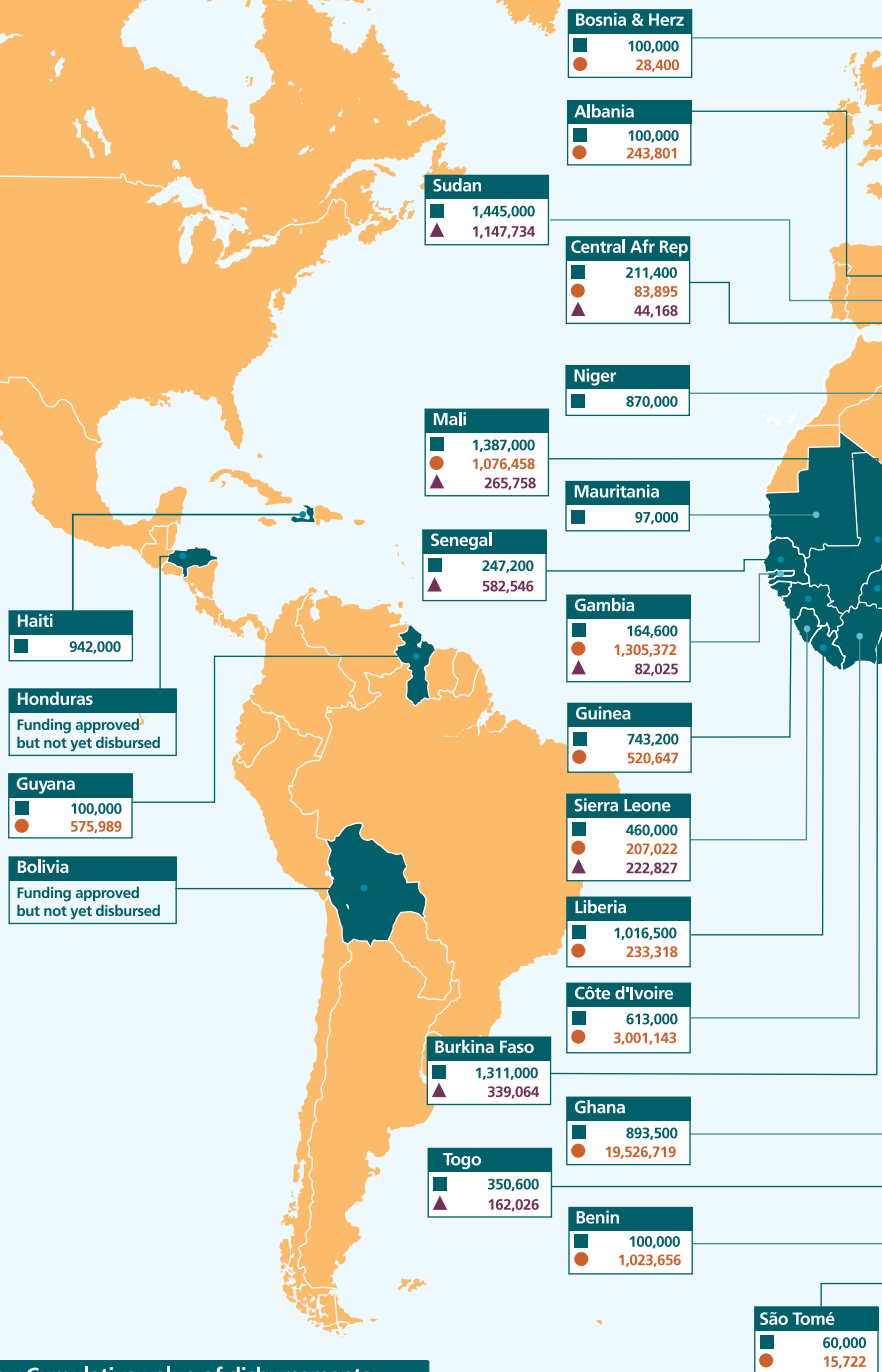 Bosnia & Herz
100,000
28,400
Albania
100,000
243,801
Sudan
1,445,000
1,147,734
Central Afr Rep
211,400
83,895
44,168
Niger
870,000
Mali
1,387,000
1,076,458
265,758
Mauritania
97,000
Senegal
247,200
582,546
Gambia
164,600
1,305,372
82,025
Haiti
942,000
Honduras
Funding approved
but not yet disbursed
Guinea
743,200
520,647
Guyana
100,000
575,989
Sierra Leone
460,000
207,022
222,827
Bolivia
Funding approved
but not yet disbursed
Liberia
1,016,500
233,318
Côte d'Ivoire
613,000
3,001,143
Burkina Faso
1,311,000
339,064
Ghana
893,500
19,526,719
Togo
350,600
162,026
Benin
100,000
1,023,656
São Tomé
60,000
15,722
Cumulative value of disbursements